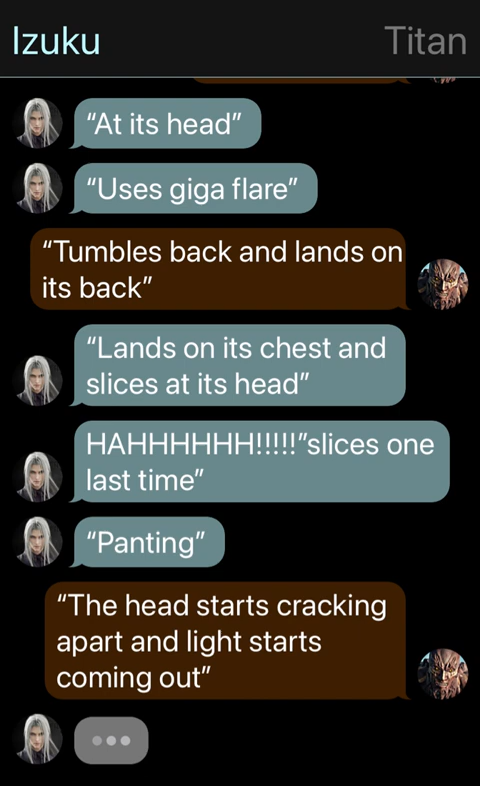 Izuku Titan
“At its head”
“Uses giga flare”
“Tumbles back and lands on
its back”
“Lands on its chest and
slices at its head”
HAHHHHHH!!!!!”slices one
last time”
“Panting”
“The head starts cracking
apart and light starts
coming out”